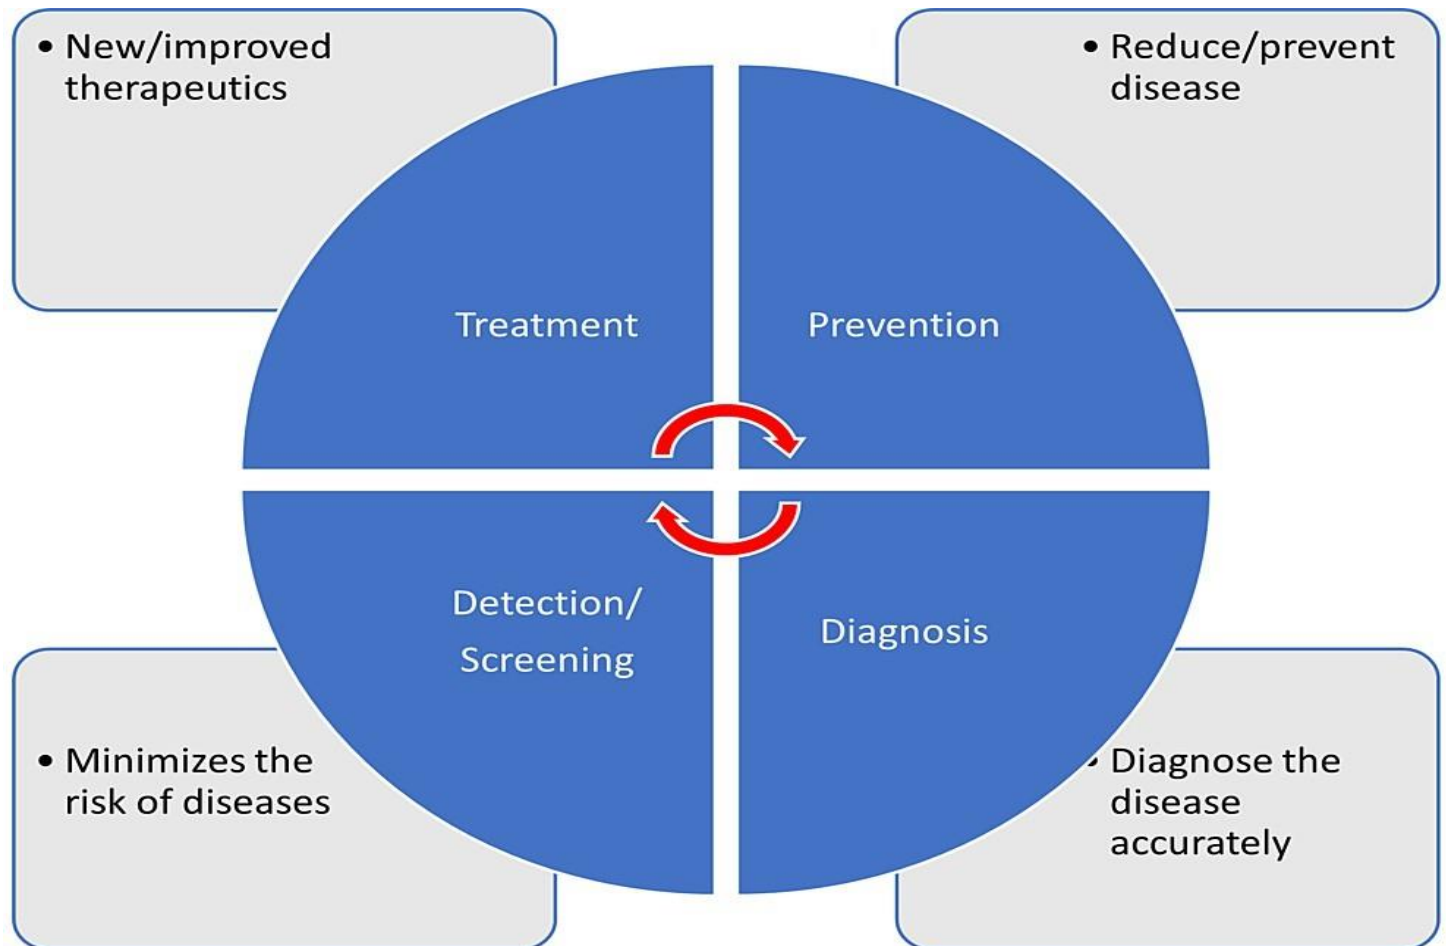 • New/improved
therapeutics
• Reduce/prevent
disease
Treatment
Prevention
Detection/
Screening
Diagnosis
• Minimizes the
risk of diseases
• Diagnose the
disease
accurately